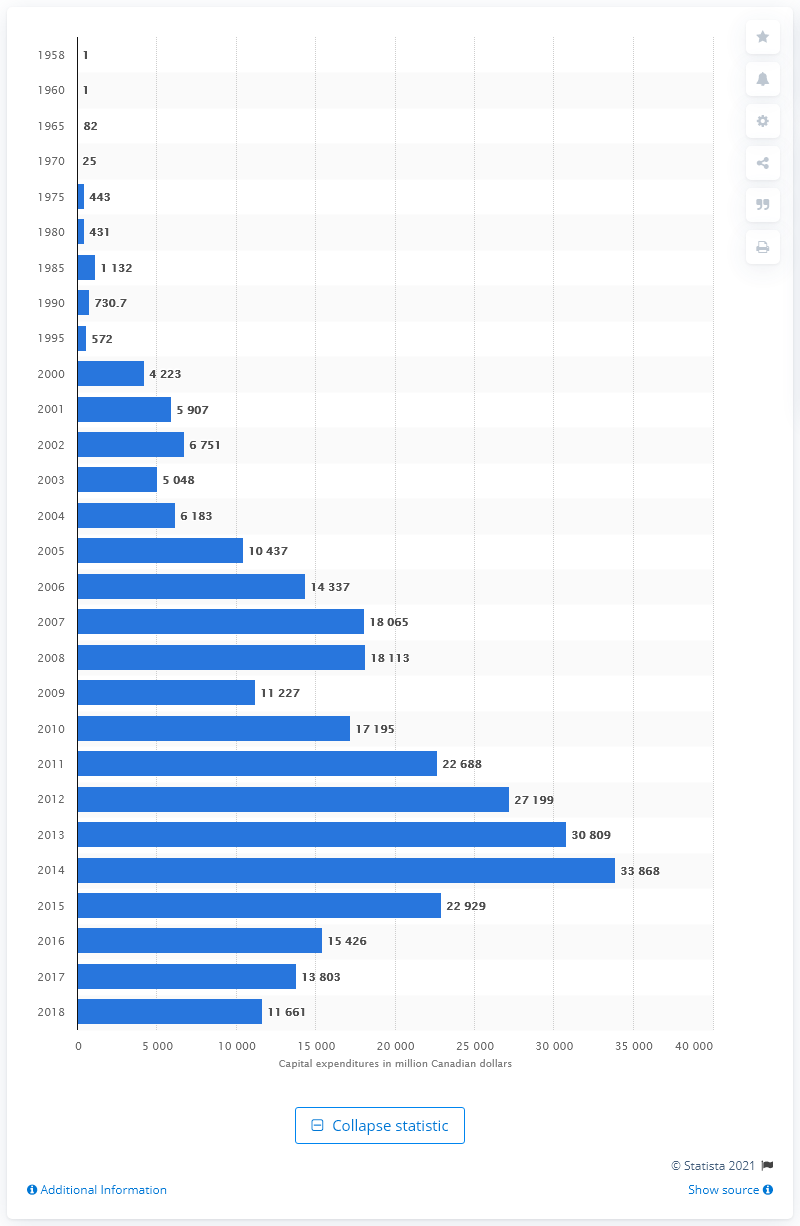 1958 1
1960 1
1965 82
1970 25
1975 443
1980 431
1985 1 132
1990 730.7
1995 572
2000 4 223
2001 5 907
2002 6 751
2003 5 048
2004 6 183
2005 10 437
2006 14 337
2007 18 065
2008 18 113
2009 11 227
2010 17 195
2011 22 688
2012 27 199
2013 30 809
2014 33 868
2015 22 929
2016 15 426
2017 13 803
2018 11 661
0 5 000 10 000 15 000 20 000 25 000 30 000 35 000 40 000
Capital expenditures in million Canadian dollars
Collapse statistic
© Statista 2021
Additional Information Show source